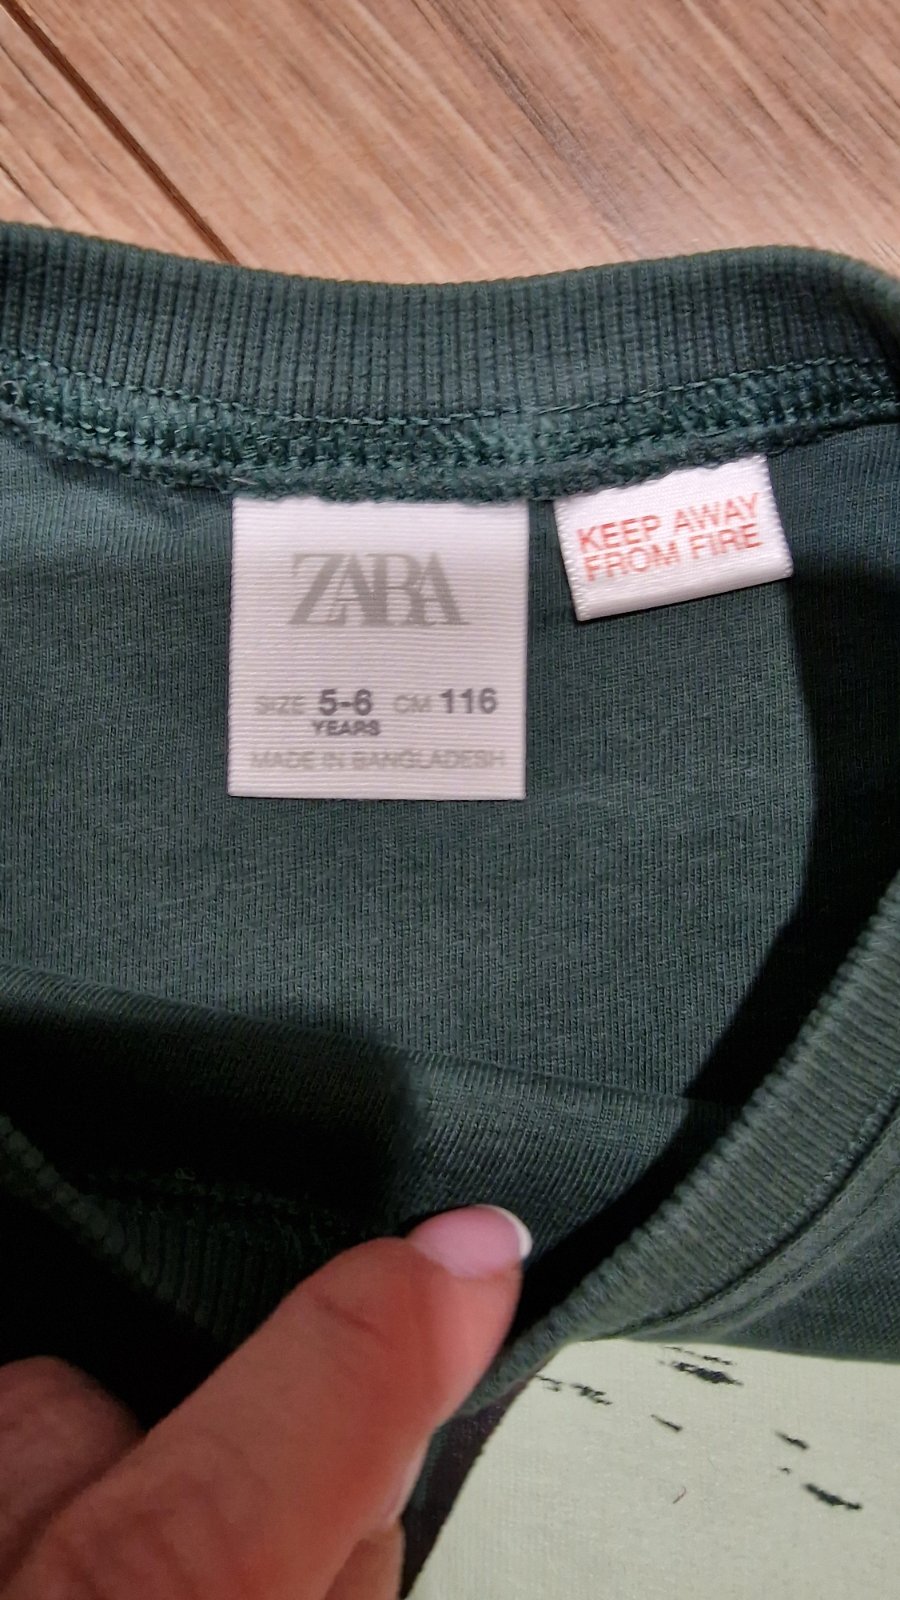 ZARA
SIZE 5-6 CM 116
YEARS
MADE IN BANGLADESH
KEEP AWAY
FROM FIRE